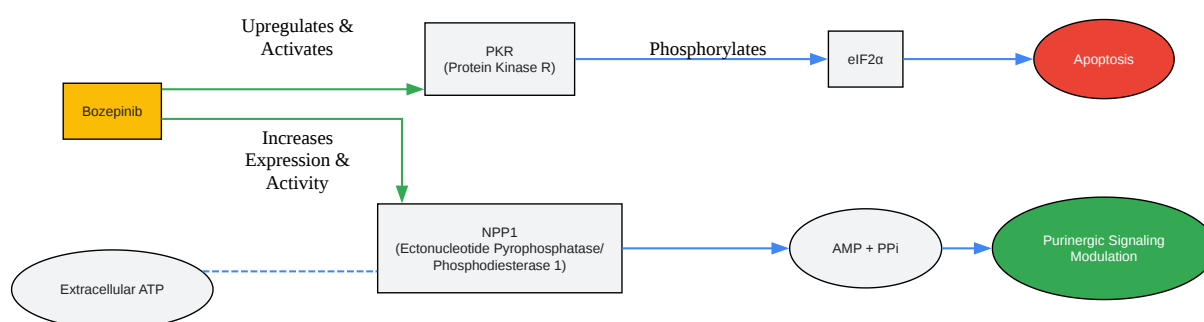 Upregulates &
Activates
PKR
(Protein Kinase R)
Phosphorylates
eIF2α
Apoptosis
Bozepinib
Increases
Expression &
Activity
NPP1
(Ectonucleotide Pyrophosphatase/
Phosphodiesterase 1)
AMP + PPi
Purinergic Signaling
Modulation
Extracellular ATP